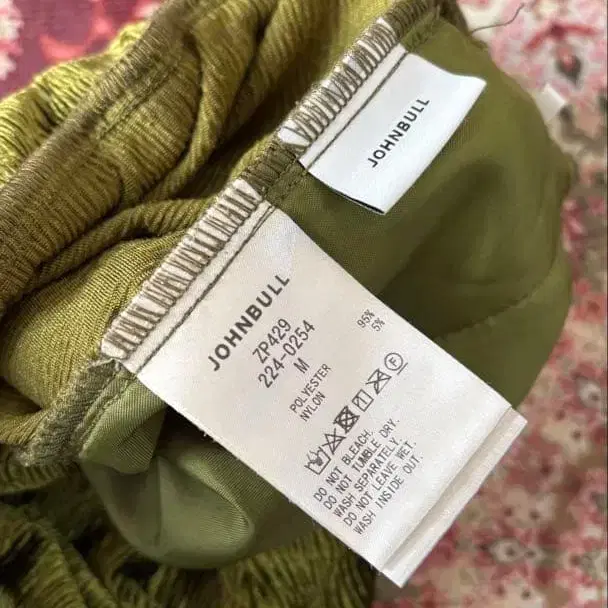 JOHNBULL
JOHNBULL
ZP429
224-0254
M
POLYESTER 95%
NYLON 5%
DO NOT BLEACH.
DO NOT TUMBLE DRY.
WASH SEPARATELY.
DO NOT LEAVE WET.
WASH INSIDE OUT.